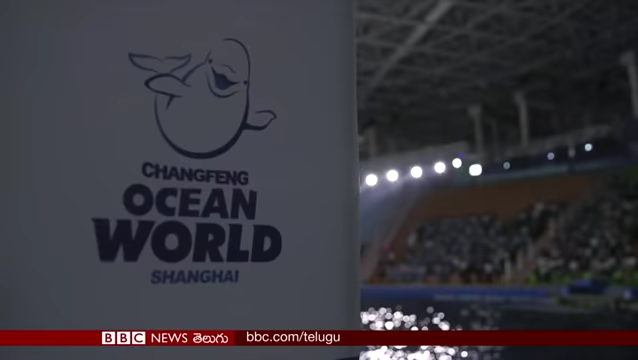 CHANGFENG
OCEAN
WORLD
SHANGHAI
BBC NEWS తెలుగు bbc.com/telugu